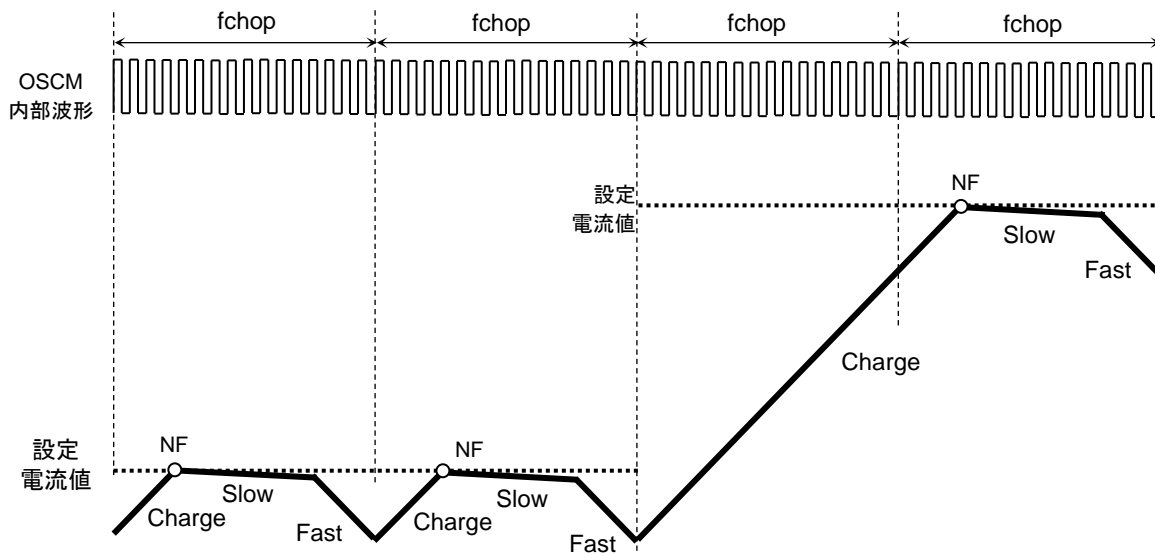 fchop
fchop
fchop
fchop
OSCM
内部波形
設定
電流値
NF
Slow
Fast
Charge
設定
電流値
NF
NF
Slow
Slow
Charge
Charge
Fast
Fast